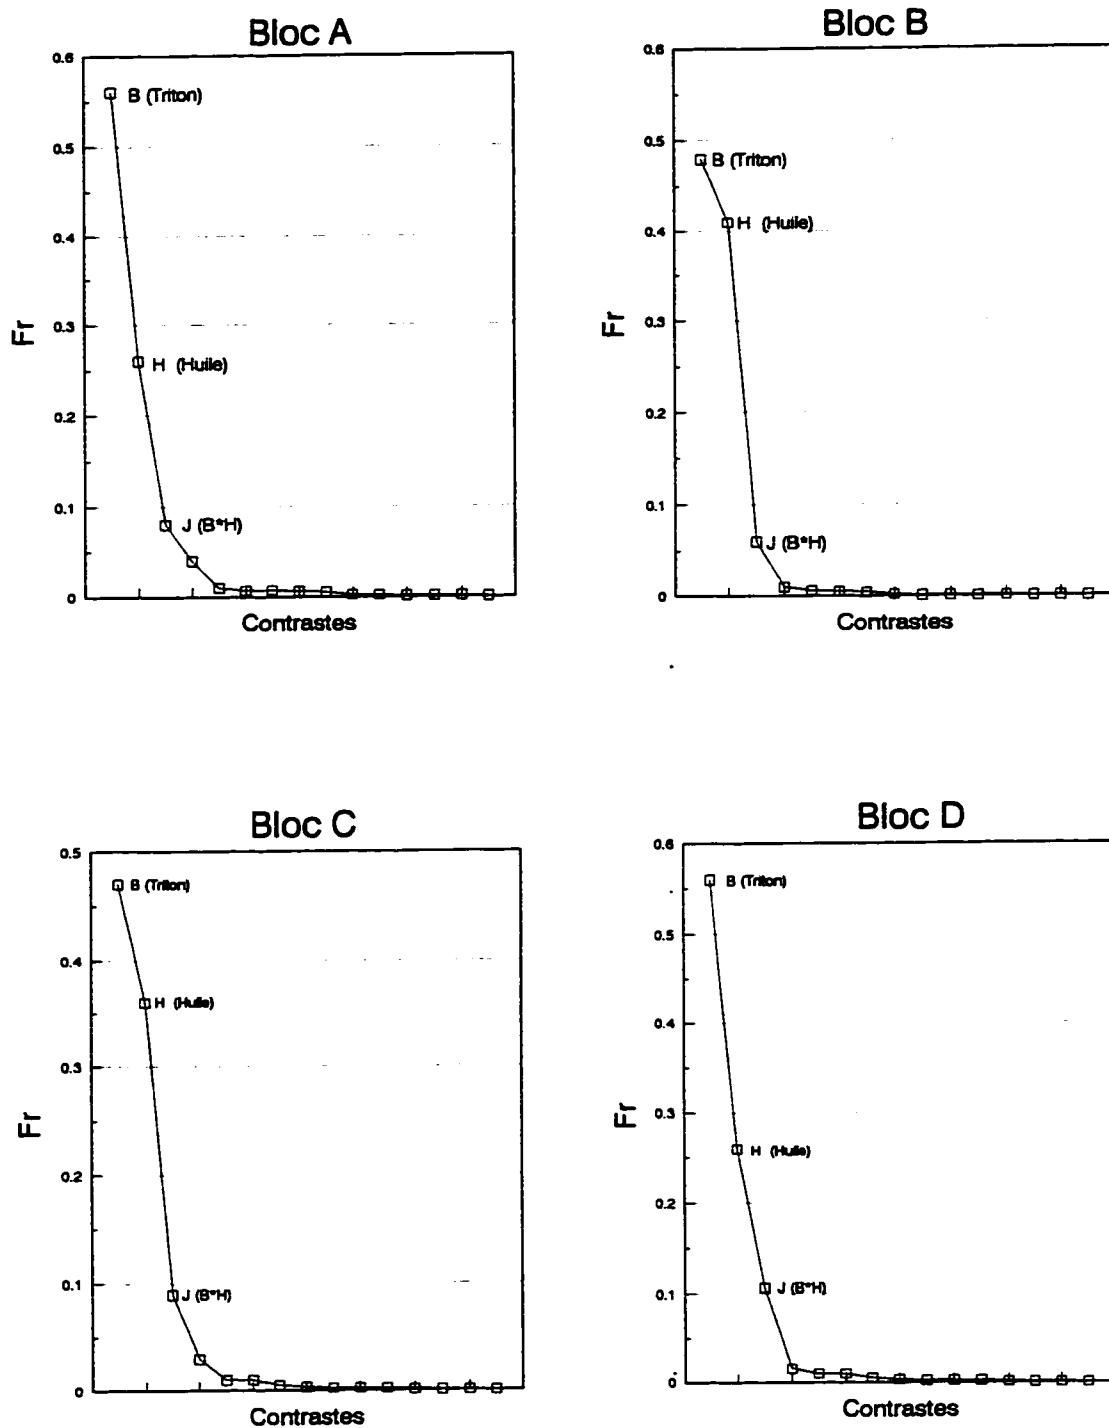 Bloc A
0.6
B (Triton)
0.5
0.4
0.3
Fr
H (Huile)
0.2
0.1
J (B*H)
0
Contrastes
Bloc B
0.6
0.5
B (Triton)
H (Huile)
0.4
0.3
Fr
0.2
0.1
J (B*H)
0
Contrastes
Bloc C
0.5
B (Triton)
0.4
H (Huile)
0.3
Fr
0.2
0.1
J (B*H)
0
Contrastes
Bloc D
0.6
B (Triton)
0.5
0.4
0.3
Fr
H (Huile)
0.2
0.1
J (B*H)
0
Contrastes